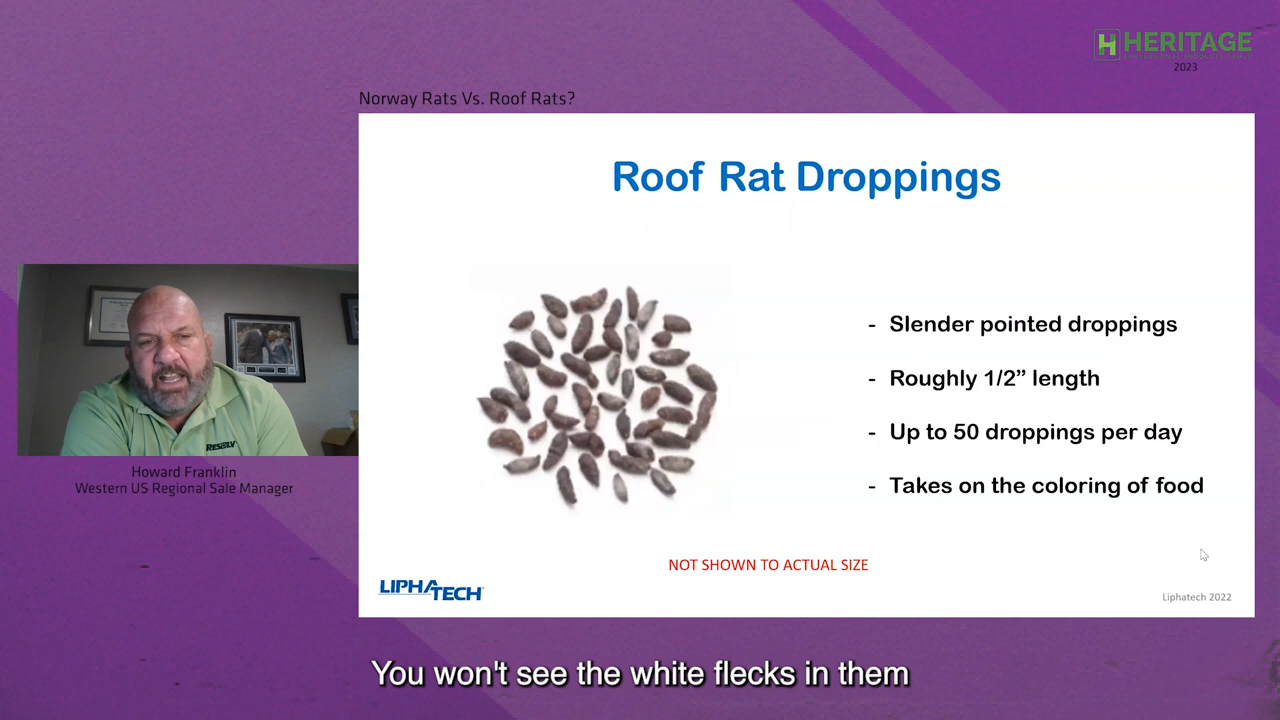 HERITAGE
2023
Norway Rats Vs. Roof Rats?
Roof Rat Droppings
- Slender pointed droppings
- Roughly 1/2” length
- Up to 50 droppings per day
- Takes on the coloring of food
RESOLV
Howard Franklin
Western US Regional Sale Manager
NOT SHOWN TO ACTUAL SIZE
LIPHATECH
Liphatech 2022
You won't see the white flecks in them